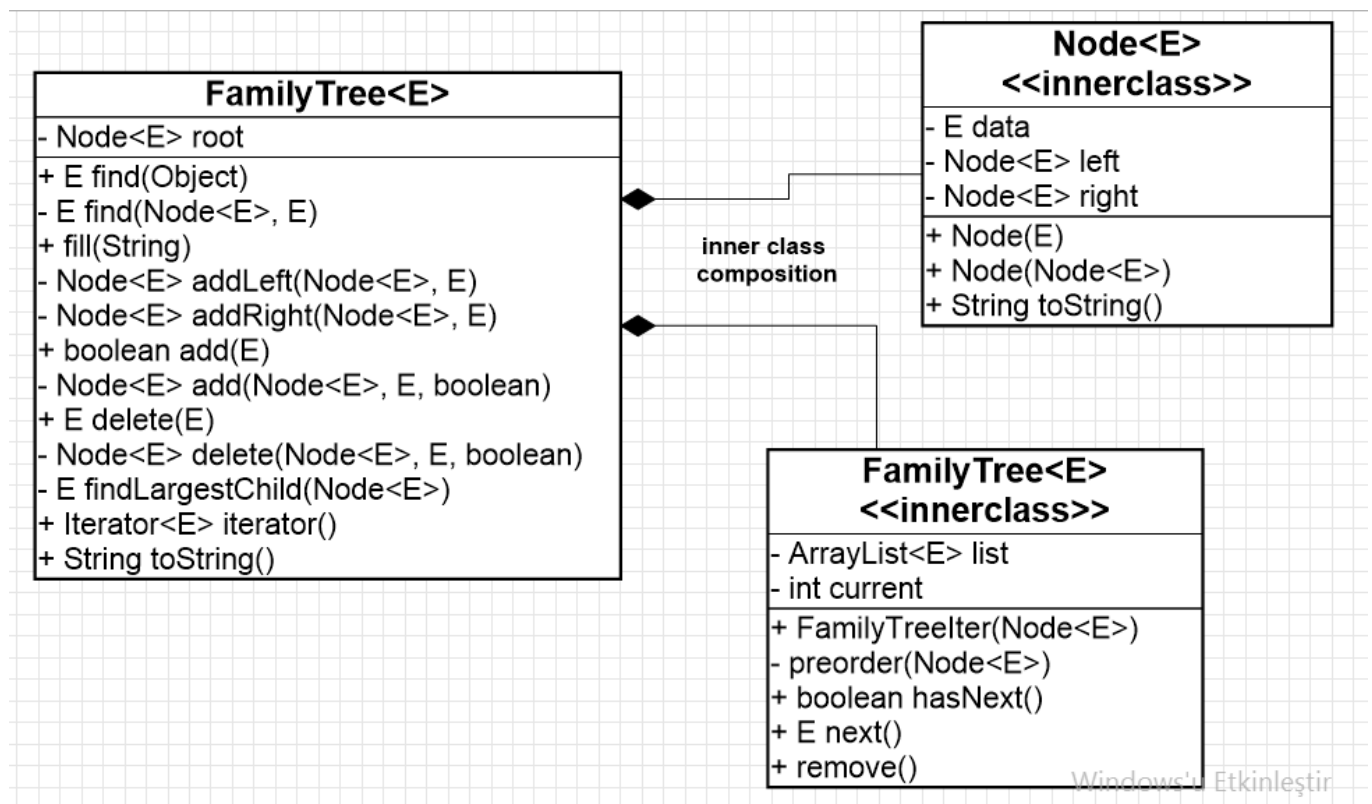 FamilyTree<E>
- Node<E> root
+ E find(Object)
- E find(Node<E>, E)
+ fill(String)
- Node<E> addLeft(Node<E>, E)
- Node<E> addRight(Node<E>, E)
+ boolean add(E)
- Node<E> add(Node<E>, E, boolean)
+ E delete(E)
- Node<E> delete(Node<E>, E, boolean)
- E findLargestChild(Node<E>)
+ Iterator<E> iterator()
+ String toString()
inner class
composition
Node<E>
<<innerclass>>
- E data
- Node<E> left
- Node<E> right
+ Node(E)
+ Node(Node<E>)
+ String toString()
FamilyTree<E>
<<innerclass>>
- ArrayList<E> list
- int current
+ FamilyTreeIter(Node<E>)
- preorder(Node<E>)
+ boolean hasNext()
+ E next()
+ remove()
Windows'u Etkinleştir